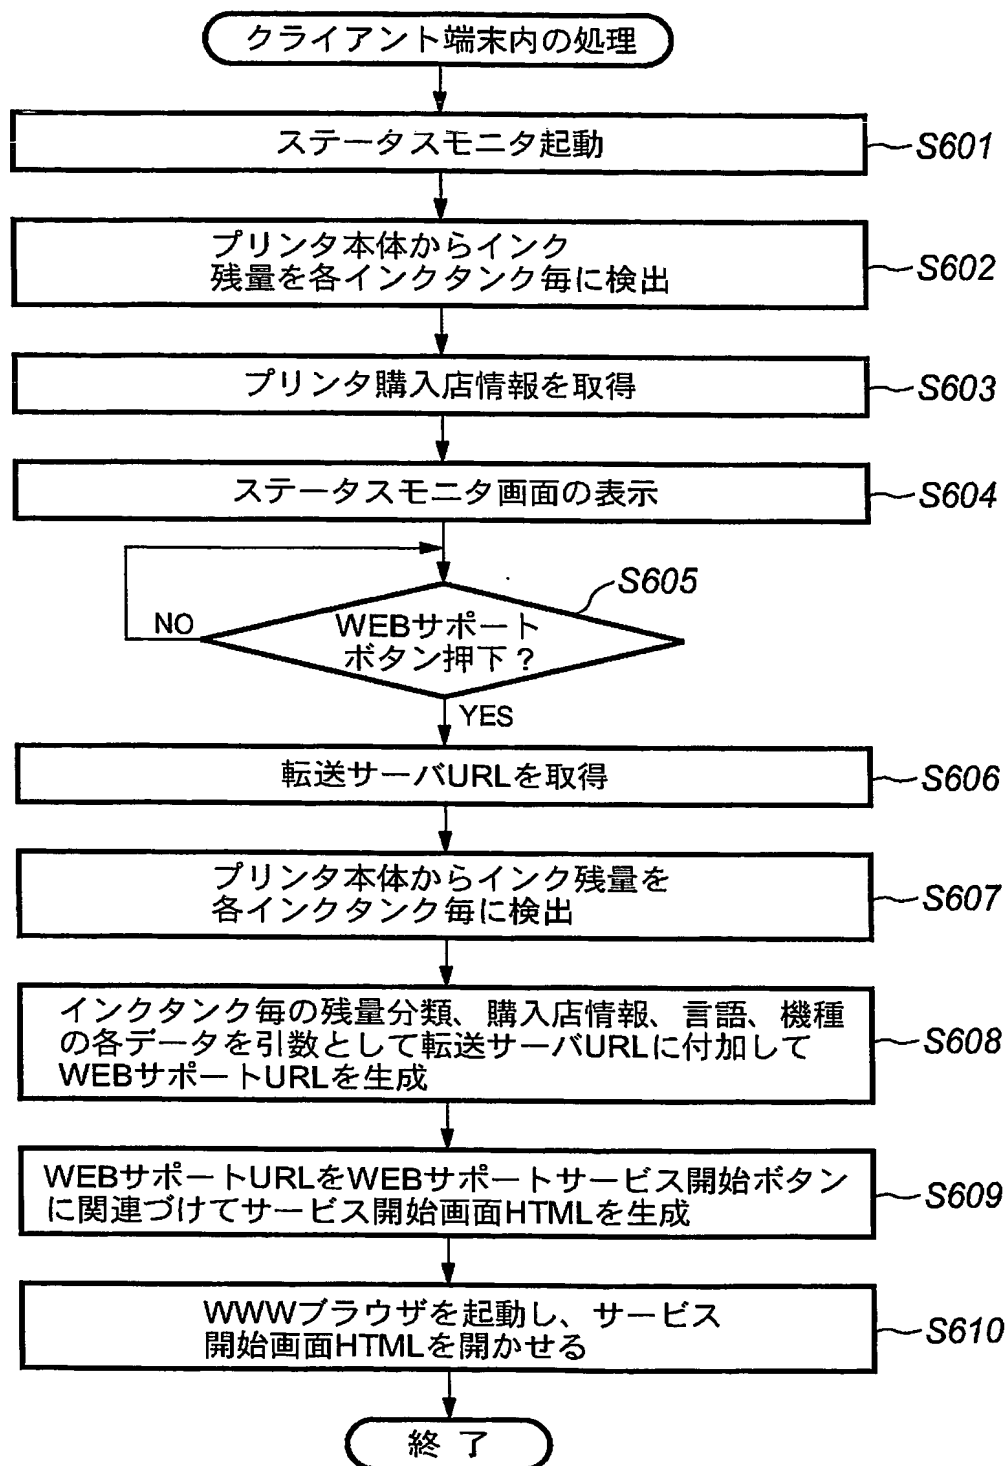 クライアント端末内の処理
ステータスモニタ起動
S601
プリンタ本体からインク
残量を各インクタンク毎に検出
S602
プリンタ購入店情報を取得
S603
ステータスモニタ画面の表示
S604
S605
WEBサポート
ボタン押下？
NO
YES
転送サーバURLを取得
S606
プリンタ本体からインク残量を
各インクタンク毎に検出
S607
インクタンク毎の残量分類、購入店情報、言語、機種
の各データを引数として転送サーバURLに付加して
WEBサポートURLを生成
S608
WEBサポートURLをWEBサポートサービス開始ボタン
に関連づけてサービス開始画面HTMLを生成
S609
WWWブラウザを起動し、サービス
開始画面HTMLを開かせる
S610
終 了